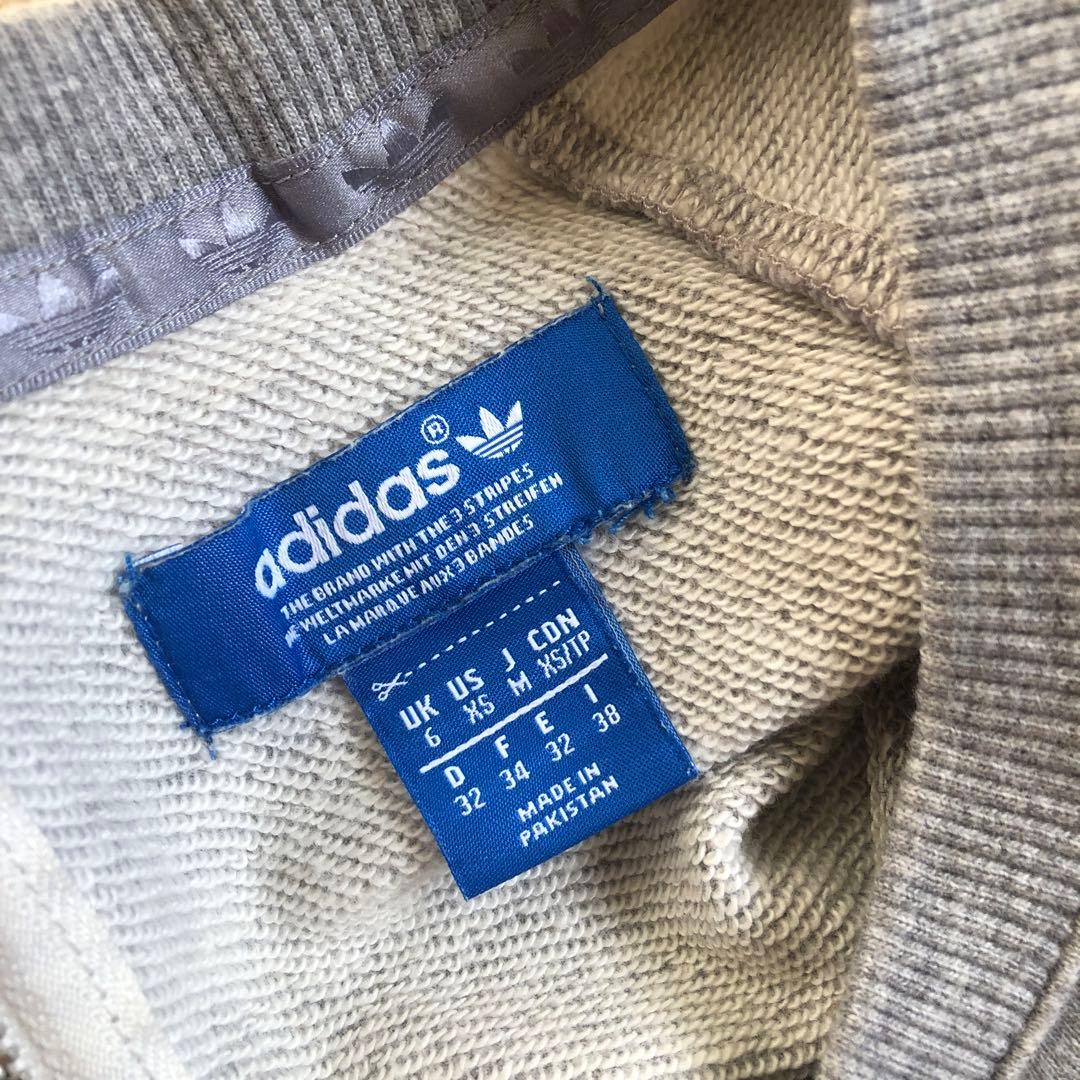 adidas®
THE BRAND WITH THE 3 STRIPES
DIE WELTMARKE MIT DEN 3 STREIFEN
LA MARQUE AUX 3 BANDES
UK US J CDN
6 XS M XS/TP
D F E I
32 34 32 38
MADE IN
PAKISTAN